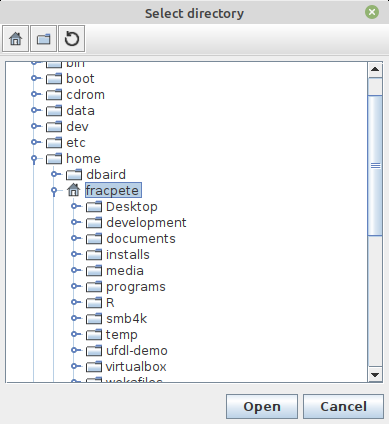 Select directory
bin
boot
cdrom
data
dev
etc
home
dbaird
fracpete
Desktop
development
documents
installs
media
programs
R
smb4k
temp
ufdl-demo
virtualbox
wekafiles
Open Cancel